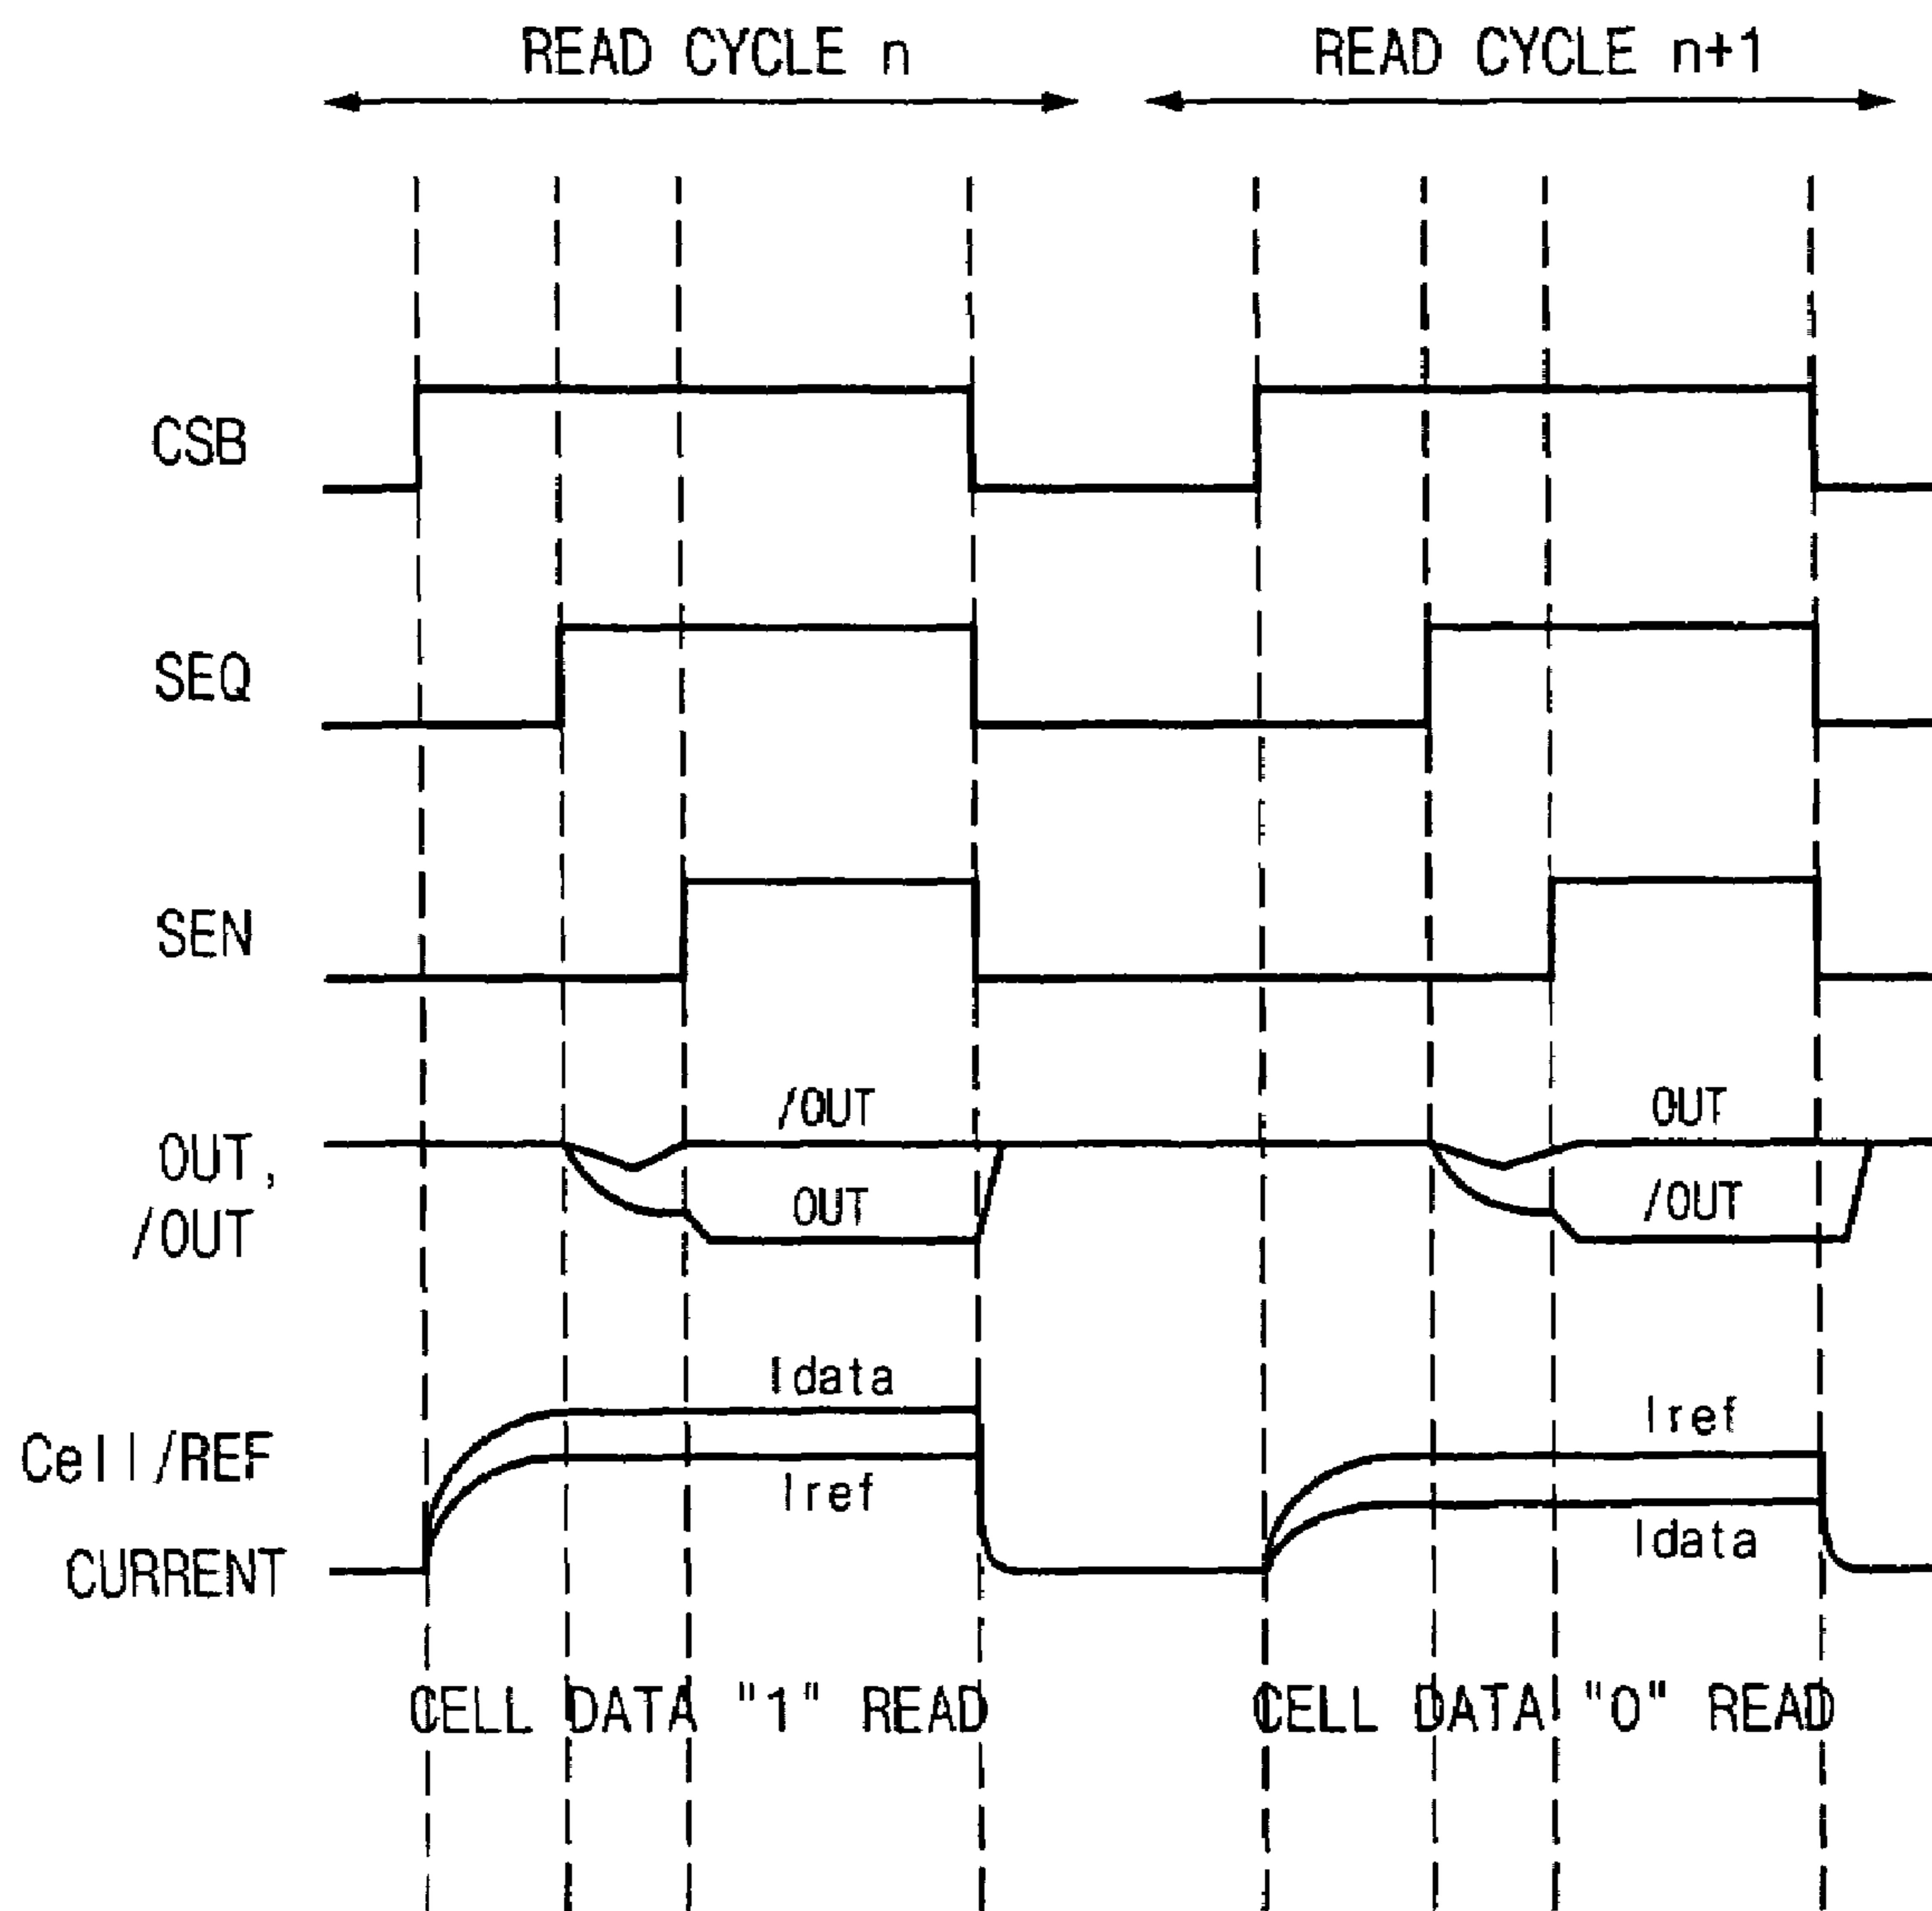 READ CYCLE n
READ CYCLE n+1
CSB
SEQ
SEN
OUT,
/OUT
/OUT
OUT
OUT
/OUT
Cell/REF
CURRENT
Idata
Iref
Iref
Idata
CELL DATA "1" READ
CELL DATA "0" READ